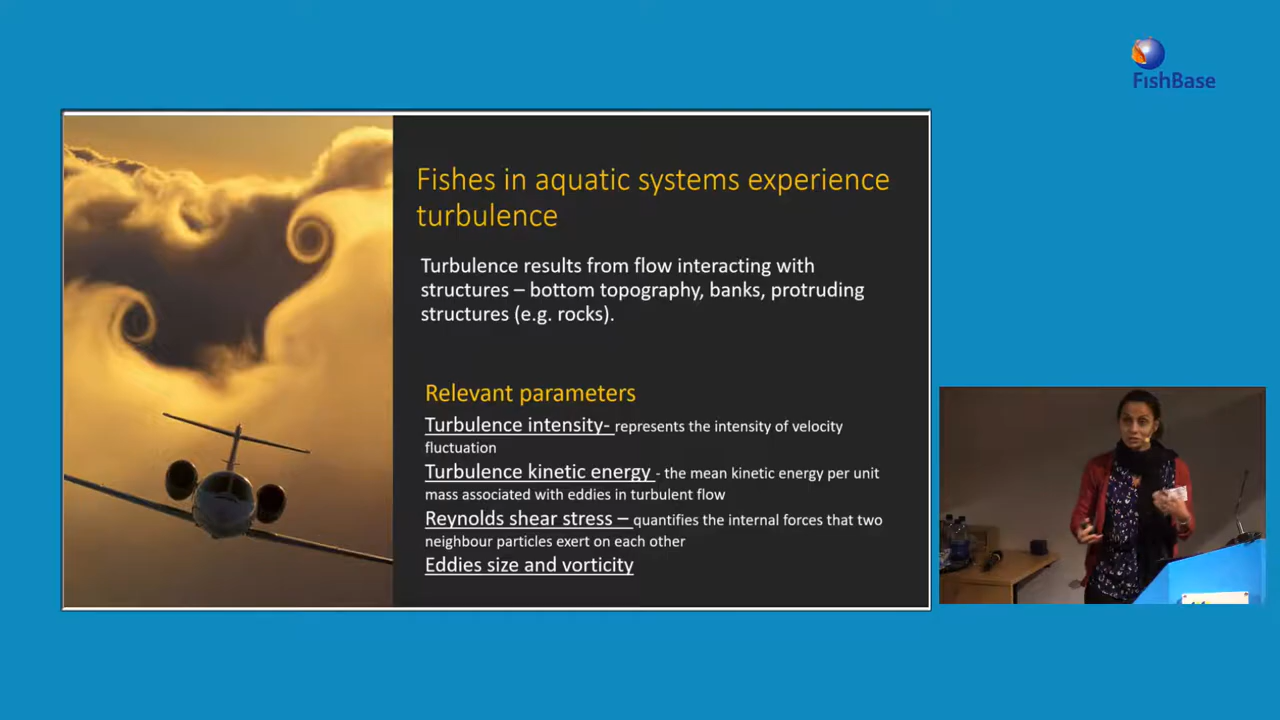 FishBase
Fishes in aquatic systems experience
turbulence
Turbulence results from flow interacting with
structures – bottom topography, banks, protruding
structures (e.g. rocks).
Relevant parameters
Turbulence intensity- represents the intensity of velocity
fluctuation
Turbulence kinetic energy - the mean kinetic energy per unit
mass associated with eddies in turbulent flow
Reynolds shear stress – quantifies the internal forces that two
neighbour particles exert on each other
Eddies size and vorticity